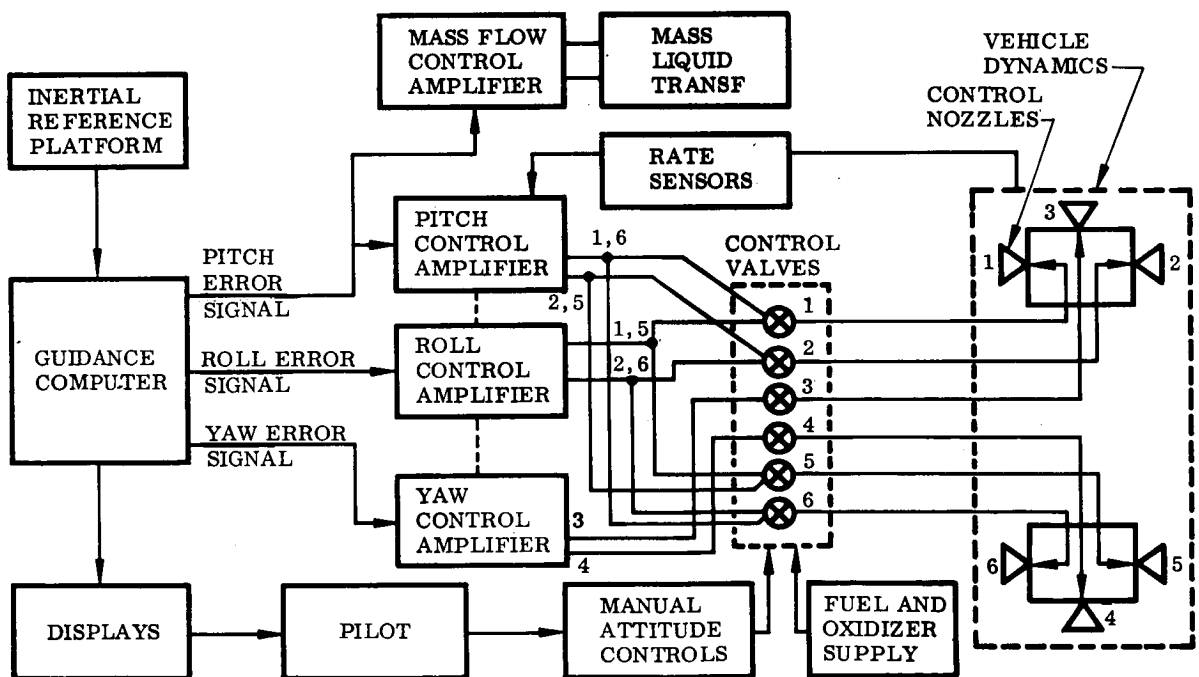 MASS FLOW
CONTROL
AMPLIFIER
MASS
LIQUID
TRANSF
VEHICLE
DYNAMICS
CONTROL
NOZZLES
INERTIAL
REFERENCE
PLATFORM
RATE
SENSORS
PITCH
CONTROL
AMPLIFIER
1,6
2,5
CONTROL
VALVES
3
1
2
PITCH
ERROR
SIGNAL
GUIDANCE
COMPUTER
ROLL ERROR
SIGNAL
ROLL
CONTROL
AMPLIFIER
1,5
2,6
1
2
3
4
5
6
YAW ERROR
SIGNAL
YAW
CONTROL
AMPLIFIER
3
4
6
5
4
DISPLAYS
PILOT
MANUAL
ATTITUDE
CONTROLS
FUEL AND
OXIDIZER
SUPPLY